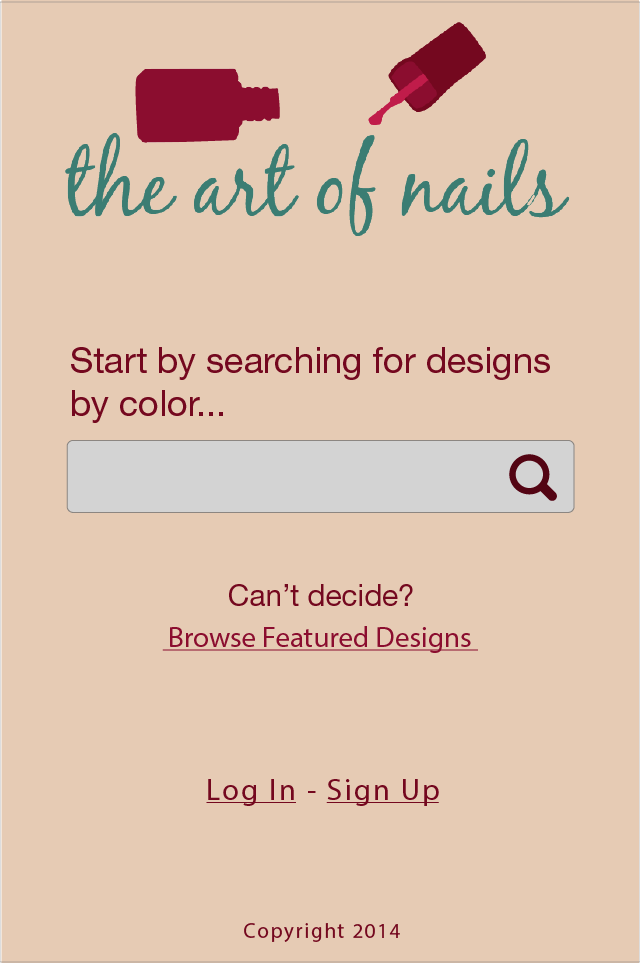 the art of nails
Start by searching for designs
by color...
Can't decide?
Browse Featured Designs
Log In - Sign Up
Copyright 2014